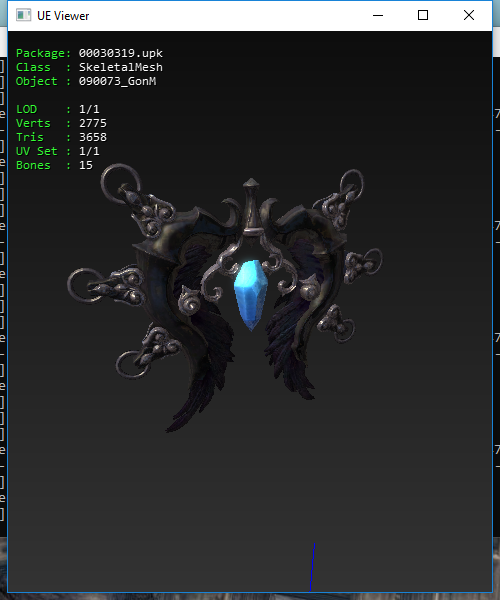 UE Viewer
Package: 00030319.upk
Class  : SkeletalMesh
Object : 090073_GonM
LOD    : 1/1
Verts  : 2775
Tris   : 3658
UV Set : 1/1
Bones  : 15